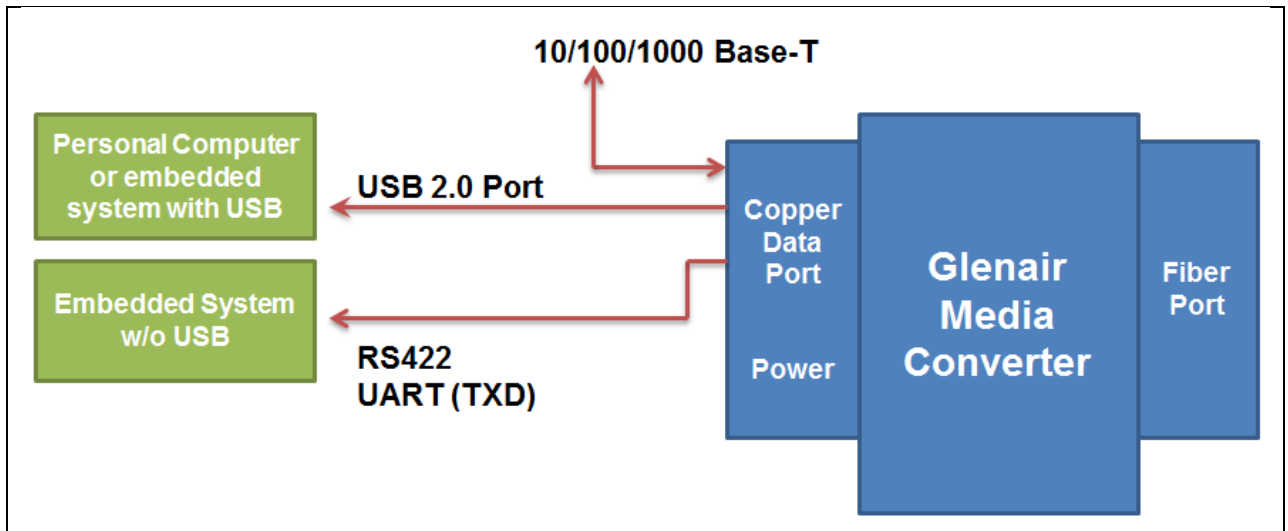 10/100/1000 Base-T
Personal Computer
or embedded
system with USB
USB 2.0 Port
Embedded System
w/o USB
RS422
UART (TXD)
Copper
Data
Port
Power
Glenair
Media
Converter
Fiber
Port